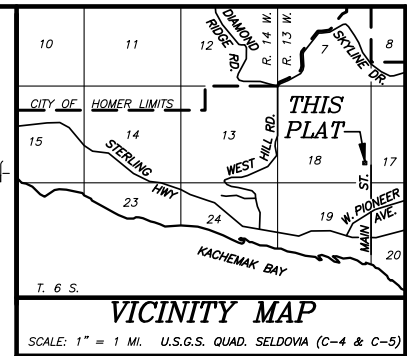 10
11
12
DIAMOND
RIDGE RD.
R. 14 W.
R. 13 W.
7
SKYLINE DR.
8
CITY OF HOMER LIMITS
THIS
PLAT
15
14
13
WEST HILL RD.
18
17
STERLING
HWY
23
24
19
MAIN ST.
W. PIONEER
AVE.
20
KACHEMAK BAY
T. 6 S.
VICINITY MAP
SCALE: 1" = 1 MI. U.S.G.S. QUAD. SELDOVIA (C-4 & C-5)